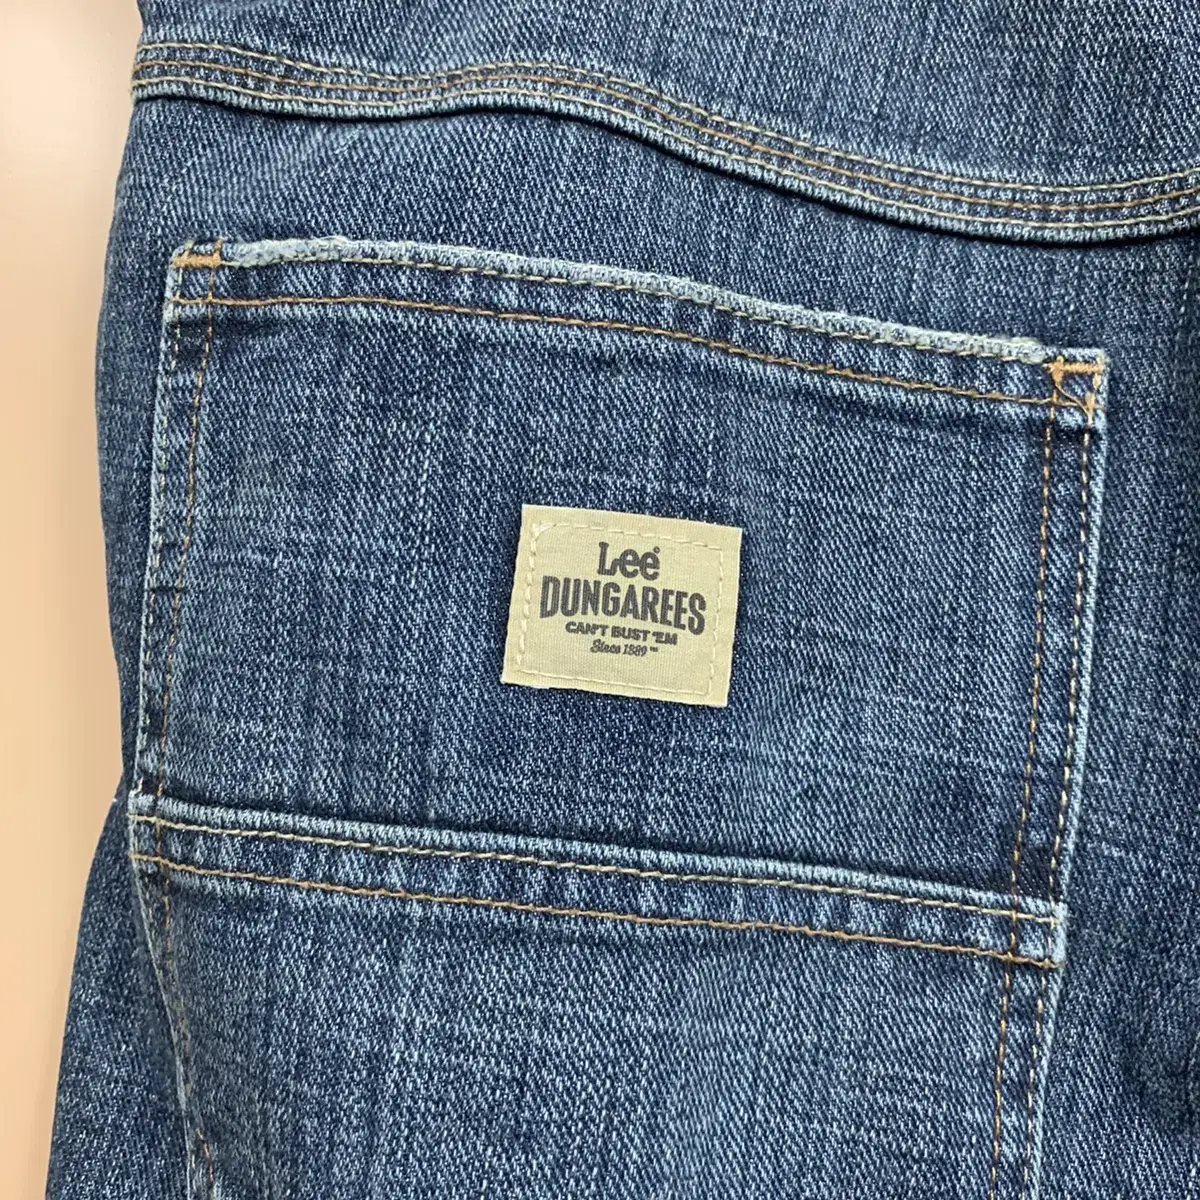 Lee®
DUNGAREES
CAN'T BUST 'EM
Since 1889™